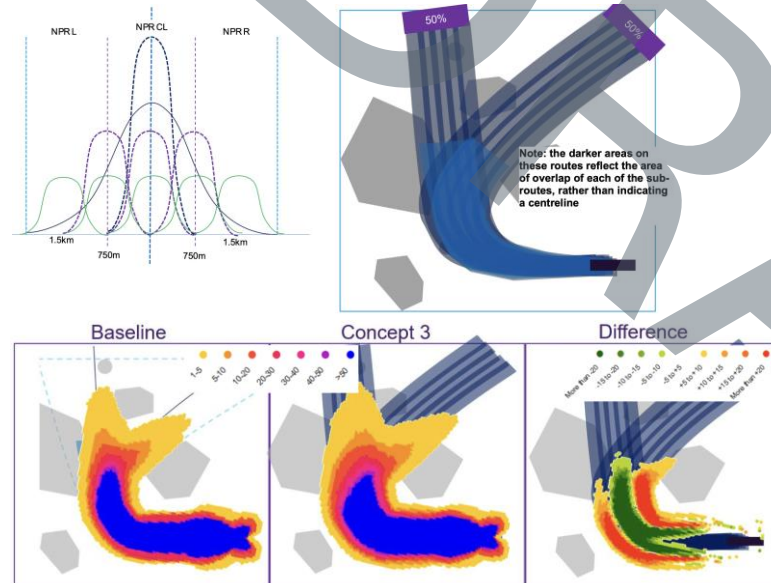 NPR L
NPR CL
NPR R
1.5km
750m
750m
1.5km
50%
50%
Note: the darker areas on
these routes reflect the area
of overlap of each of the sub-
routes, rather than indicating
a centreline
Baseline
Concept 3
Difference
1-5
5-10
10-20
20-30
30-40
40-50
>50
More than -20
-15 to -20
-10 to -15
-5 to -10
-5 to +5
+5 to +10
+10 to +15
+15 to +20
More than +20